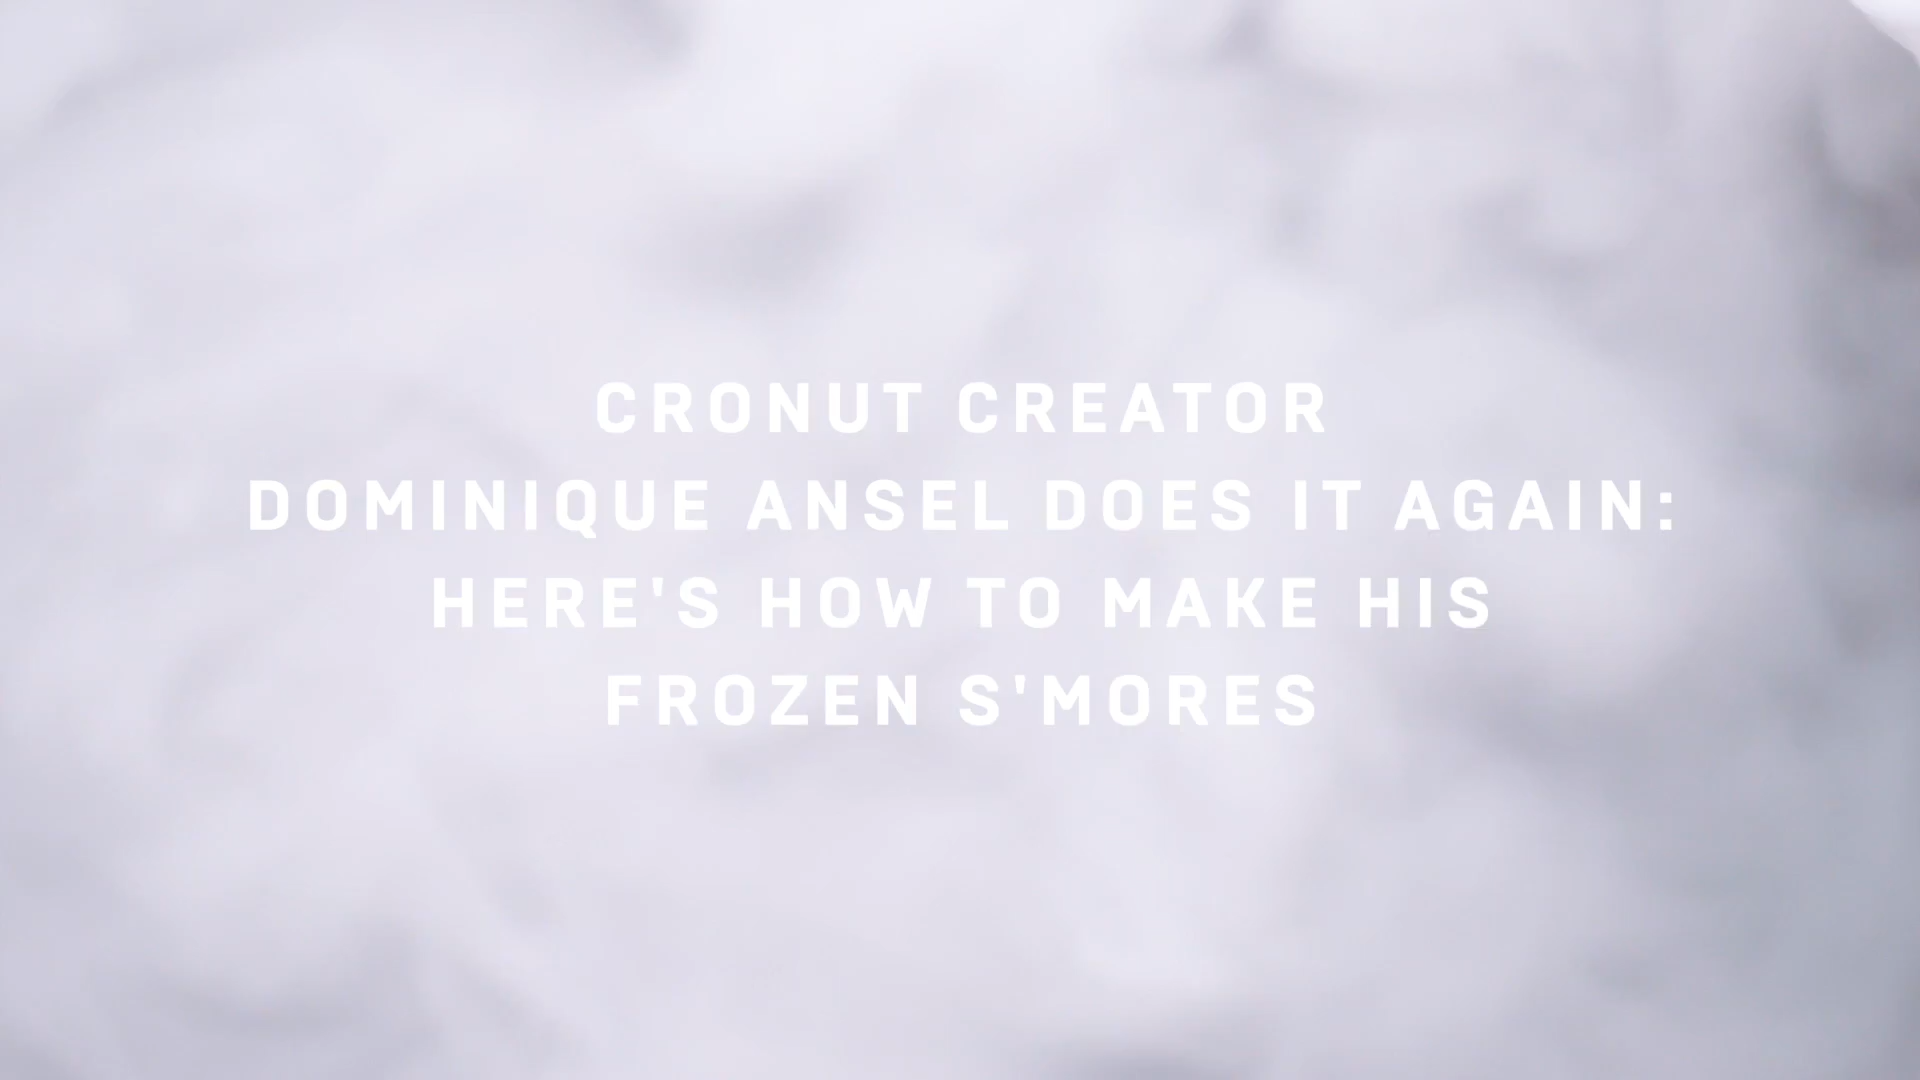 CRONUT CREATOR
DOMINIQUE ANSEL DOES IT AGAIN:
HERE'S HOW TO MAKE HIS
FROZEN S'MORES